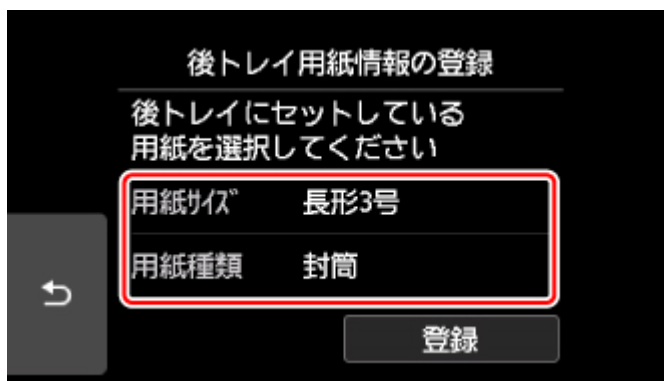 後トレイ用紙情報の登録
後トレイにセットしている
用紙を選択してください
用紙ｻｲｽﾞ 長形3号
用紙種類 封筒
登録